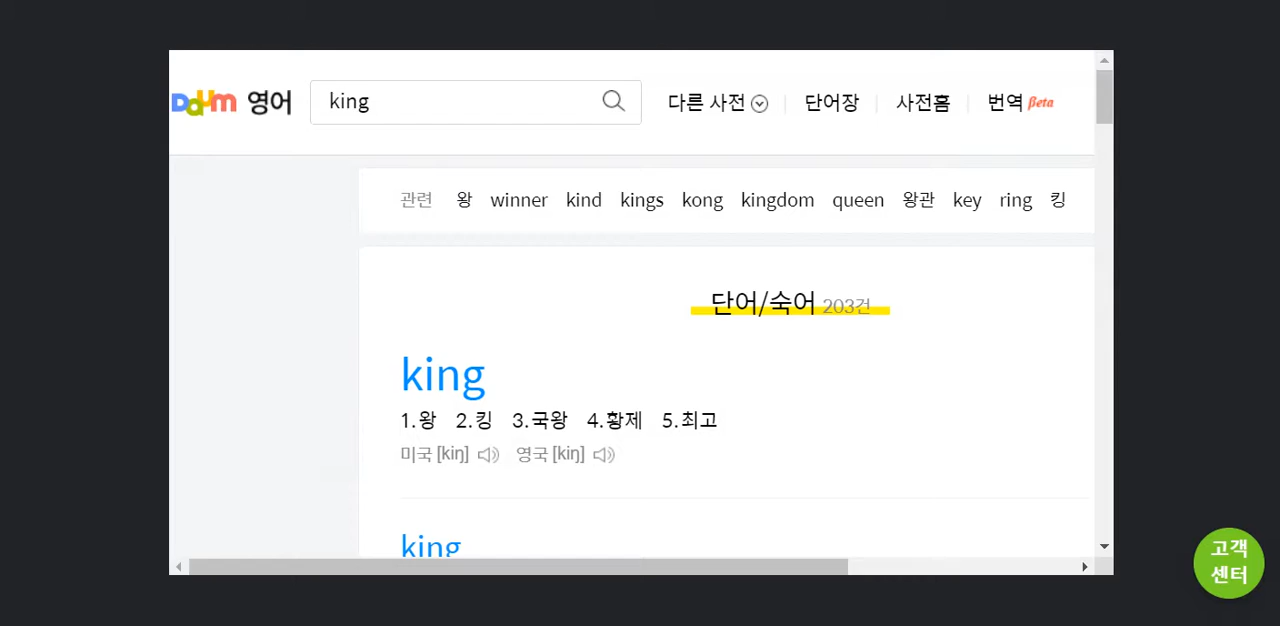 Daum 영어 king 다른 사전 단어장 사전홈 번역 Beta
관련 왕 winner kind kings kong kingdom queen 왕관 key ring 킹
단어/숙어 203건
king
1.왕 2.킹 3.국왕 4.황제 5.최고
미국 [kiŋ] 영국 [kiŋ]
king
고객
센터